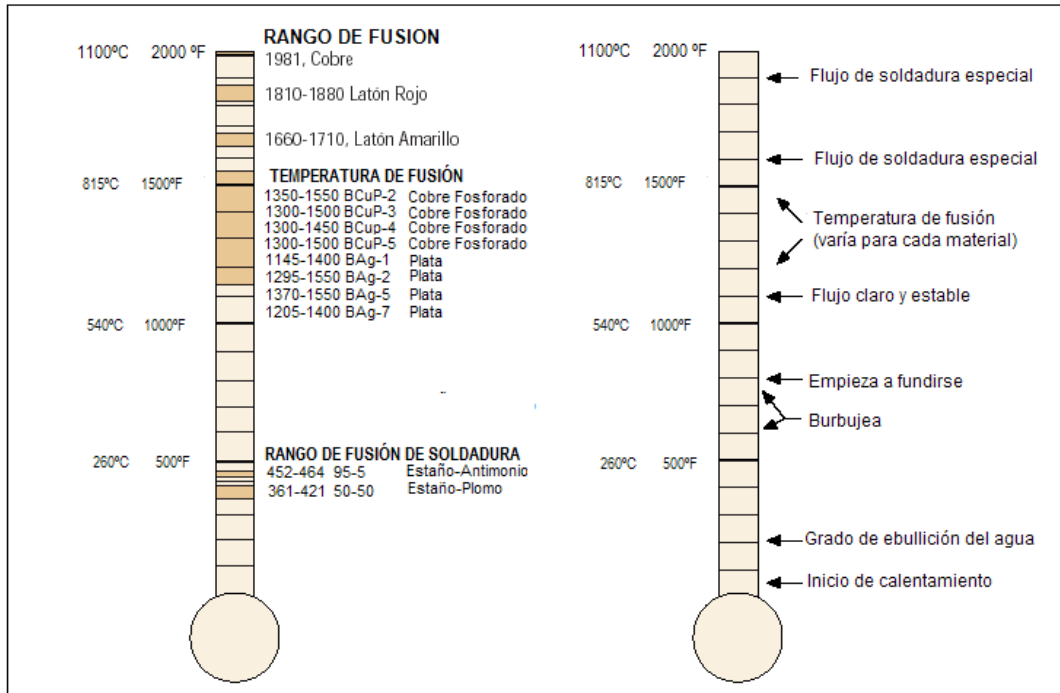 RANGO DE FUSION
1100ºC 2000 ºF
1981, Cobre
1810-1880 Latón Rojo
1660-1710, Latón Amarillo
TEMPERATURA DE FUSIÓN
815ºC 1500ºF
1350-1550 BCuP-2 Cobre Fosforado
1300-1500 BCuP-3 Cobre Fosforado
1300-1450 BCup-4 Cobre Fosforado
1300-1500 BCuP-5 Cobre Fosforado
1145-1400 BAg-1 Plata
1295-1550 BAg-2 Plata
1370-1550 BAg-5 Plata
1205-1400 BAg-7 Plata
540ºC 1000ºF
RANGO DE FUSIÓN DE SOLDADURA
260ºC 500ºF
452-464 95-5 Estaño-Antimonio
361-421 50-50 Estaño-Plomo
1100ºC 2000 ºF
Flujo de soldadura especial
Flujo de soldadura especial
815ºC 1500ºF
Temperatura de fusión
(varía para cada material)
Flujo claro y estable
540ºC 1000ºF
Empieza a fundirse
Burbujea
260ºC 500ºF
Grado de ebullición del agua
Inicio de calentamiento